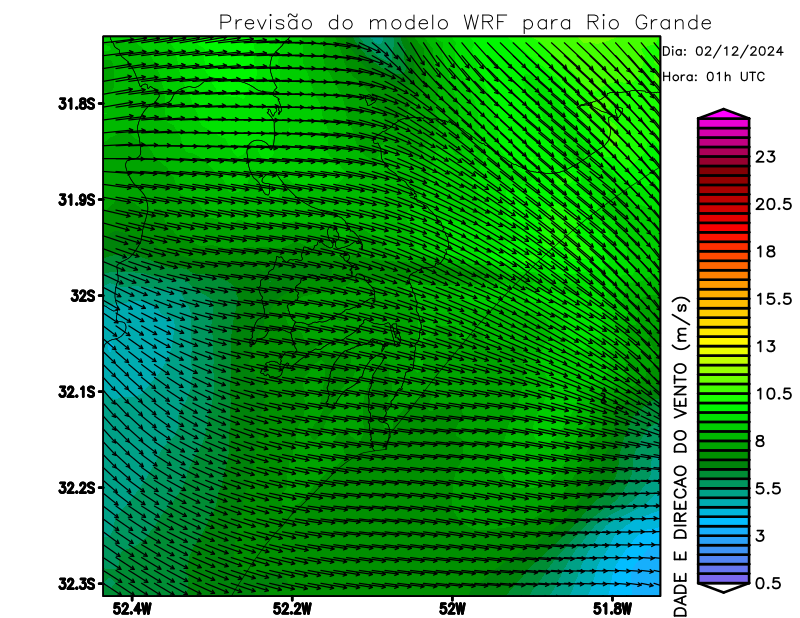 Previsão do modelo WRF para Rio Grande
Dia: 02/12/2024
Hora: 01h UTC
31.8S
31.9S
32S
32.1S
32.2S
32.3S
52.4W
52.2W
52W
51.8W
23
20.5
18
15.5
13
10.5
8
5.5
3
0.5
DADE E DIRECAO DO VENTO (m/s)